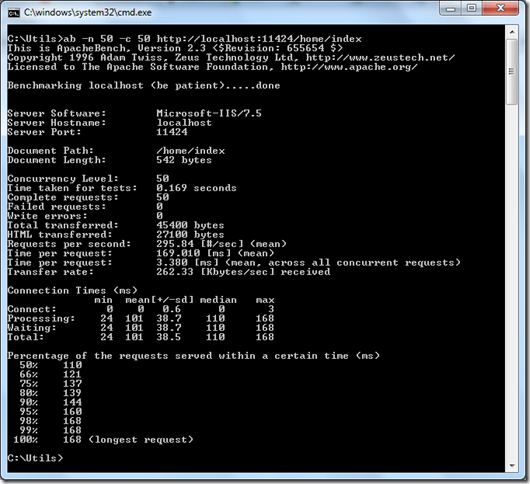 C:\windows\system32\cmd.exe
C:\Utils>ab -n 50 -c 50 http://localhost:11424/home/index
This is ApacheBench, Version 2.3 <$Revision: 655654 $>
Copyright 1996 Adam Twiss, Zeus Technology Ltd, http://www.zeustech.net/
Licensed to The Apache Software Foundation, http://www.apache.org/
Benchmarking localhost (be patient).....done
Server Software:        Microsoft-IIS/7.5
Server Hostname:        localhost
Server Port:            11424
Document Path:          /home/index
Document Length:        542 bytes
Concurrency Level:      50
Time taken for tests:   0.169 seconds
Complete requests:      50
Failed requests:        0
Write errors:           0
Total transferred:      45400 bytes
HTML transferred:       27100 bytes
Requests per second:    295.84 [#/sec] (mean)
Time per request:       169.010 [ms] (mean)
Time per request:       3.380 [ms] (mean, across all concurrent requests)
Transfer rate:          262.33 [Kbytes/sec] received
Connection Times (ms)
              min  mean[+/-sd] median   max
Connect:        0    0   0.6      0       3
Processing:    24  101  38.7    110     168
Waiting:       24  101  38.7    110     168
Total:         24  101  38.5    110     168
Percentage of the requests served within a certain time (ms)
  50%    110
  66%    121
  75%    137
  80%    139
  90%    144
  95%    160
  98%    168
  99%    168
 100%    168 (longest request)
C:\Utils>